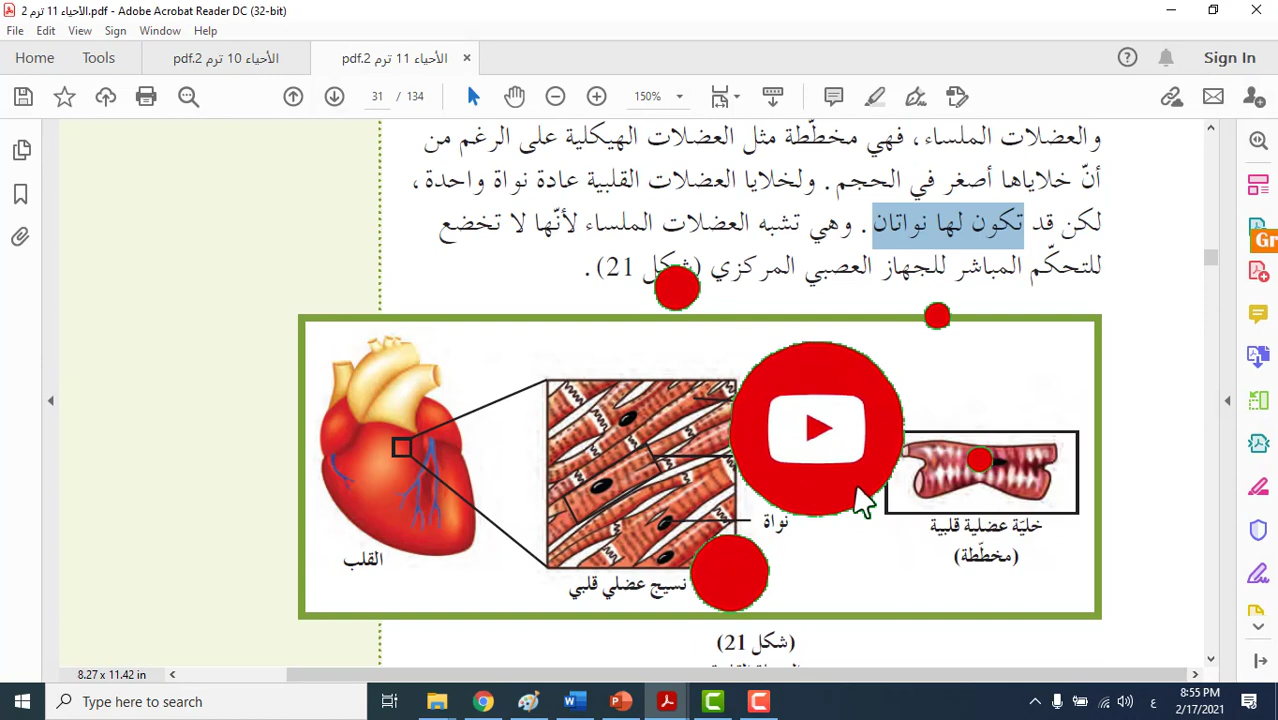 الأحياء 11 ترم 2.pdf - Adobe Acrobat Reader DC (32-bit)
File Edit View Sign Window Help
Home Tools الأحياء 10 ترم 2.pdf الأحياء 11 ترم 2.pdf × Sign In
31 / 134 150%
والعضلات الملساء، فهي مخطّطة مثل العضلات الهيكلية على الرغم من
أنّ خلاياها أصغر في الحجم. ولخلايا العضلات القلبية عادة نواة واحدة،
لكن قد تكون لها نواتان. وهي تشبه العضلات الملساء لأنّها لا تخضع
للتحكّم المباشر للجهاز العصبي المركزي (شكل 21).
Gr
نواة
خليّة عضلية قلبية
(مخطّطة)
القلب
نسيج عضلي قلبي
(شكل 21)
8.27 x 11.42 in
Type here to search
ع
8:55 PM
2/17/2021